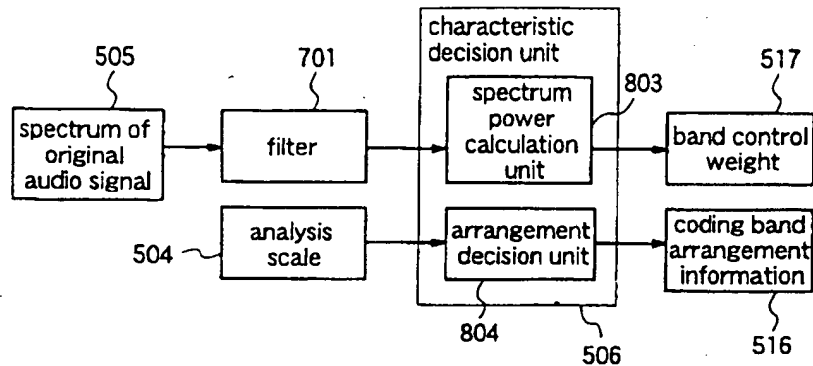 505
701
characteristic
decision unit
803
517
spectrum of
original
audio signal
filter
spectrum
power
calculation
unit
band control
weight
504
analysis
scale
arrangement
decision unit
coding band
arrangement
information
804
506
516